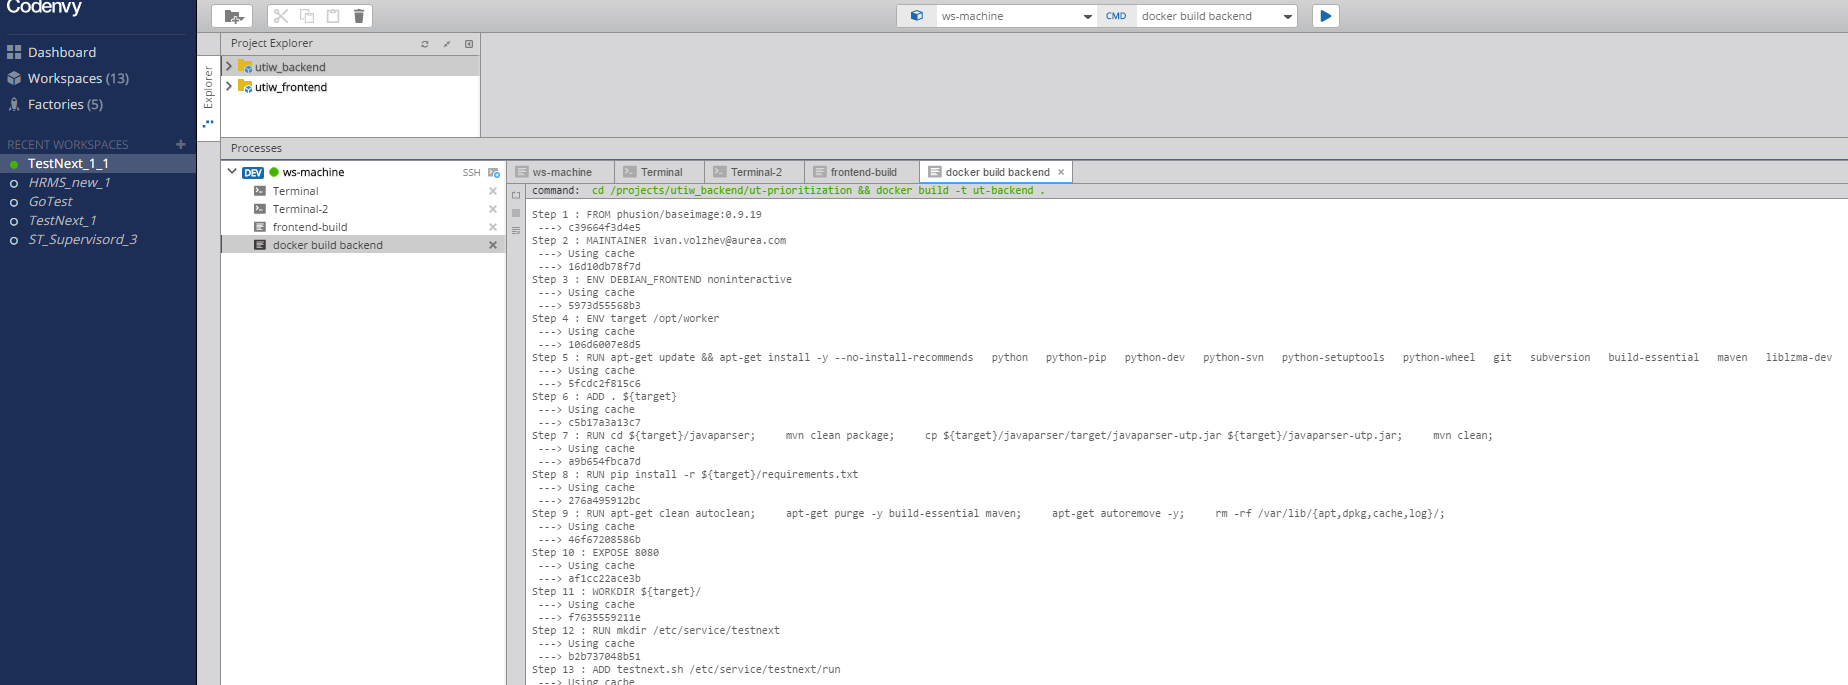 Codenvy
Dashboard
Workspaces (13)
Factories (5)
RECENT WORKSPACES +
TestNext_1_1
HRMS_new_1
GoTest
TestNext_1
ST_Supervisord_3
ws-machine
CMD docker build backend
Explorer
Project Explorer
utiw_backend
utiw_frontend
Processes
DEV ws-machine SSH
Terminal
Terminal-2
frontend-build
docker build backend
ws-machine Terminal Terminal-2 frontend-build docker build backend ×
command: cd /projects/utiw_backend/ut-prioritization && docker build -t ut-backend .
Step 1 : FROM phusion/baseimage:0.9.19
---> c39664f3d4e5
Step 2 : MAINTAINER ivan.volzhev@aurea.com
---> Using cache
---> 16d10db78f7d
Step 3 : ENV DEBIAN_FRONTEND noninteractive
---> Using cache
---> 5973d55568b3
Step 4 : ENV target /opt/worker
---> Using cache
---> 106d6007e8d5
Step 5 : RUN apt-get update && apt-get install -y --no-install-recommends python python-pip python-dev python-svn python-setuptools python-wheel git subversion build-essential maven liblzma-dev
---> Using cache
---> 5fcdc2f815c6
Step 6 : ADD . ${target}
---> Using cache
---> c5b17a3a13c7
Step 7 : RUN cd ${target}/javaparser; mvn clean package; cp ${target}/javaparser/target/javaparser-utp.jar ${target}/javaparser-utp.jar; mvn clean;
---> Using cache
---> a9b654fbca7d
Step 8 : RUN pip install -r ${target}/requirements.txt
---> Using cache
---> 276a495912bc
Step 9 : RUN apt-get clean autoclean; apt-get purge -y build-essential maven; apt-get autoremove -y; rm -rf /var/lib/{apt,dpkg,cache,log}/;
---> Using cache
---> 46f67208586b
Step 10 : EXPOSE 8080
---> Using cache
---> af1cc22ace3b
Step 11 : WORKDIR ${target}/
---> Using cache
---> f7635559211e
Step 12 : RUN mkdir /etc/service/testnext
---> Using cache
---> b2b737048b51
Step 13 : ADD testnext.sh /etc/service/testnext/run
---> Using cache